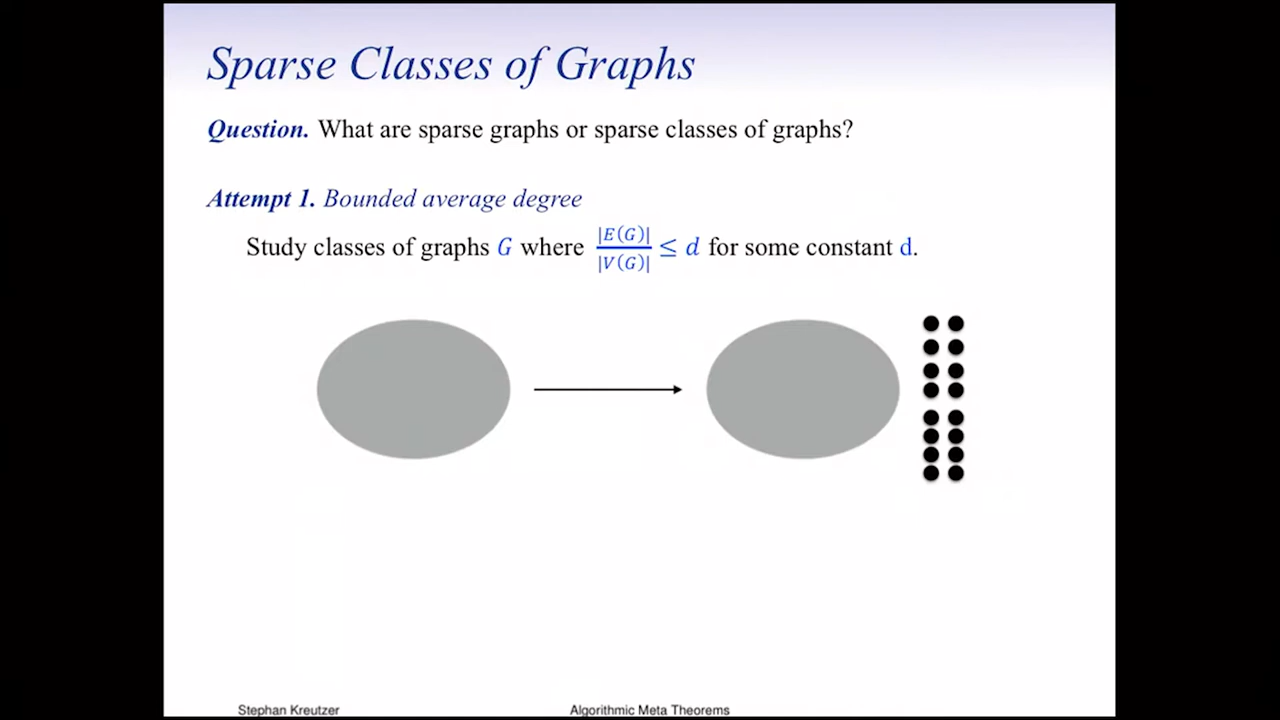 Sparse Classes of Graphs
Question. What are sparse graphs or sparse classes of graphs?
Attempt 1. Bounded average degree
Study classes of graphs G where |E(G)|/|V(G)| ≤ d for some constant d.
Stephan Kreutzer
Algorithmic Meta Theorems